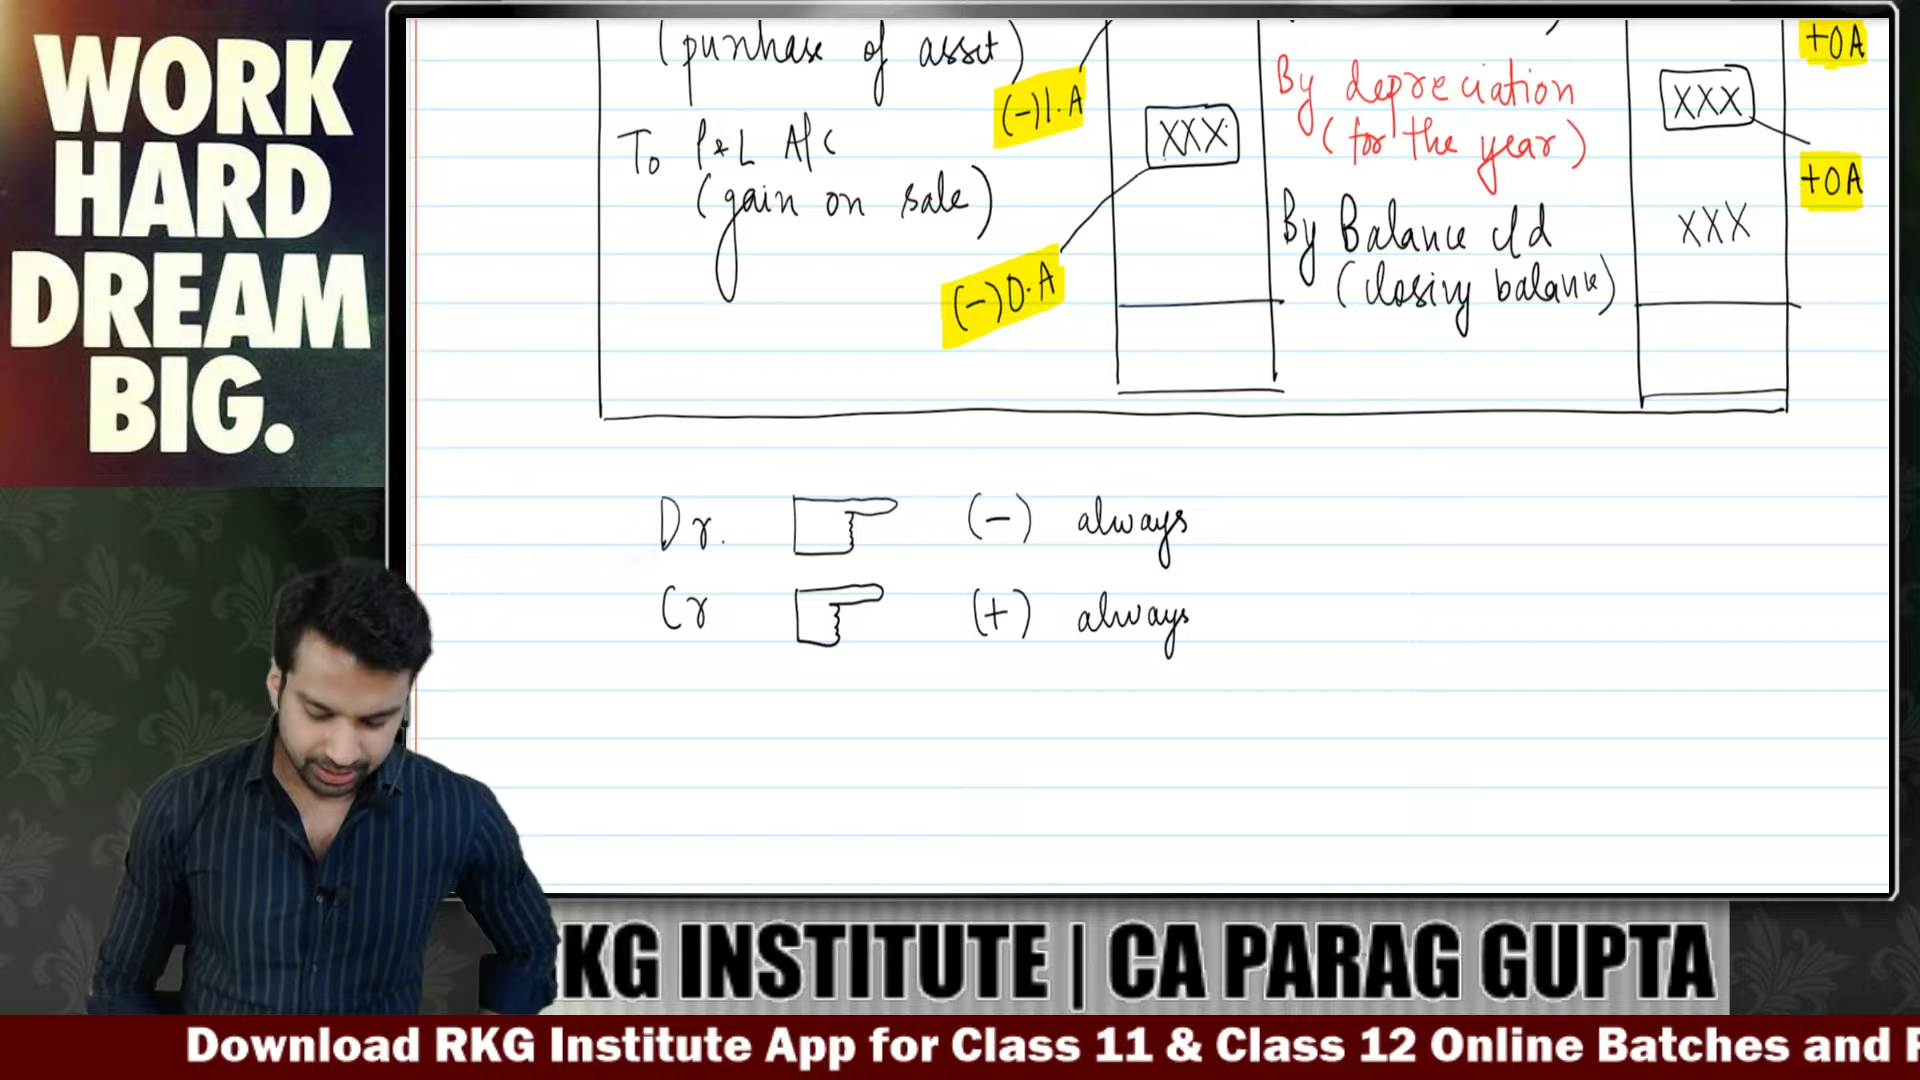 WORK
HARD
DREAM
BIG.
(purchase of asset)
(-)I.A
To P&L A/c
(gain on sale)
XXX
(-)O.A
By depreciation
(for the year)
XXX
+OA
+OA
By Balance c/d
(closing balance)
XXX
Dr. (-) always
Cr (+) always
KG INSTITUTE | CA PARAG GUPTA
Download RKG Institute App for Class 11 & Class 12 Online Batches and